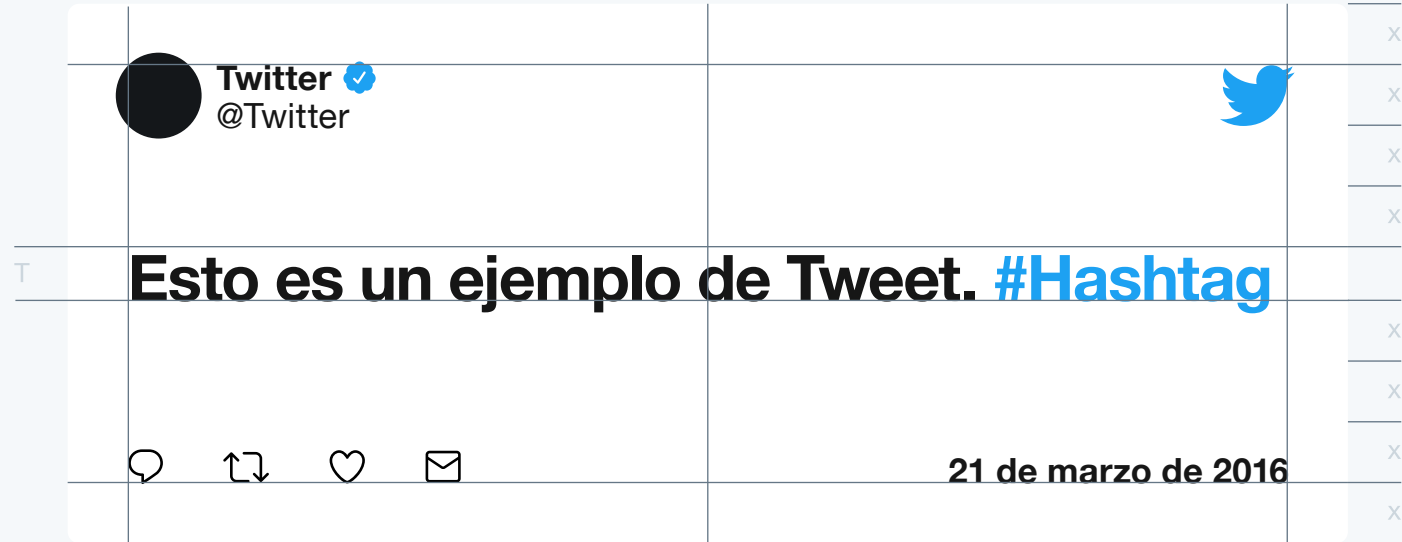 x
Twitter
@Twitter
x
x
x
T
Esto es un ejemplo de Tweet. #Hashtag
x
x
x
21 de marzo de 2016
x